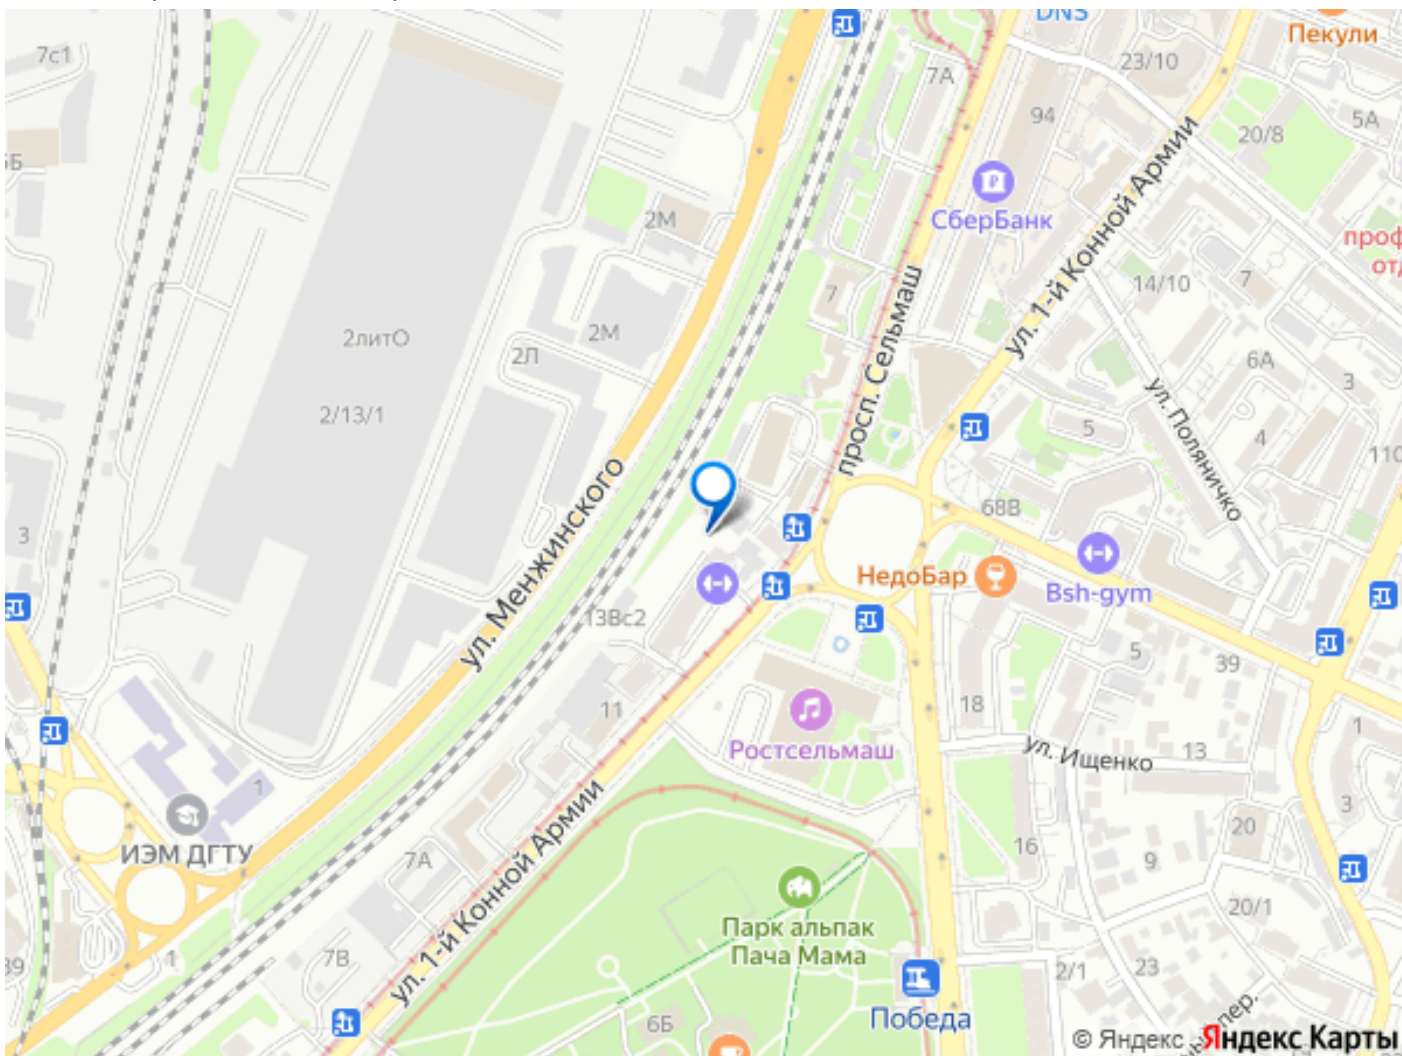 DNS
Пекули
7с1
7А
23/10
94
20/8
5А
СберБанк
2М
ул. 1-й Конной Армии
14/10
7
7
просп. Сельмаш
2литО
2М
2Л
6А
3
2/13/1
ул. Поляничко
5
4
110
ул. Менжинского
68В
3
НедоБар
Bsh-gym
13Вс2
5
39
18
11
Ростсельмаш
ул. Ищенко
13
1
1
3
ИЭМ ДГТУ
7А
ул. 1-й Конной Армии
16
9
20
Парк альпак
Пача Мама
20/1
1
7В
2/1
23
пер.
Победа
6Б
© Яндекс Яндекс Карты